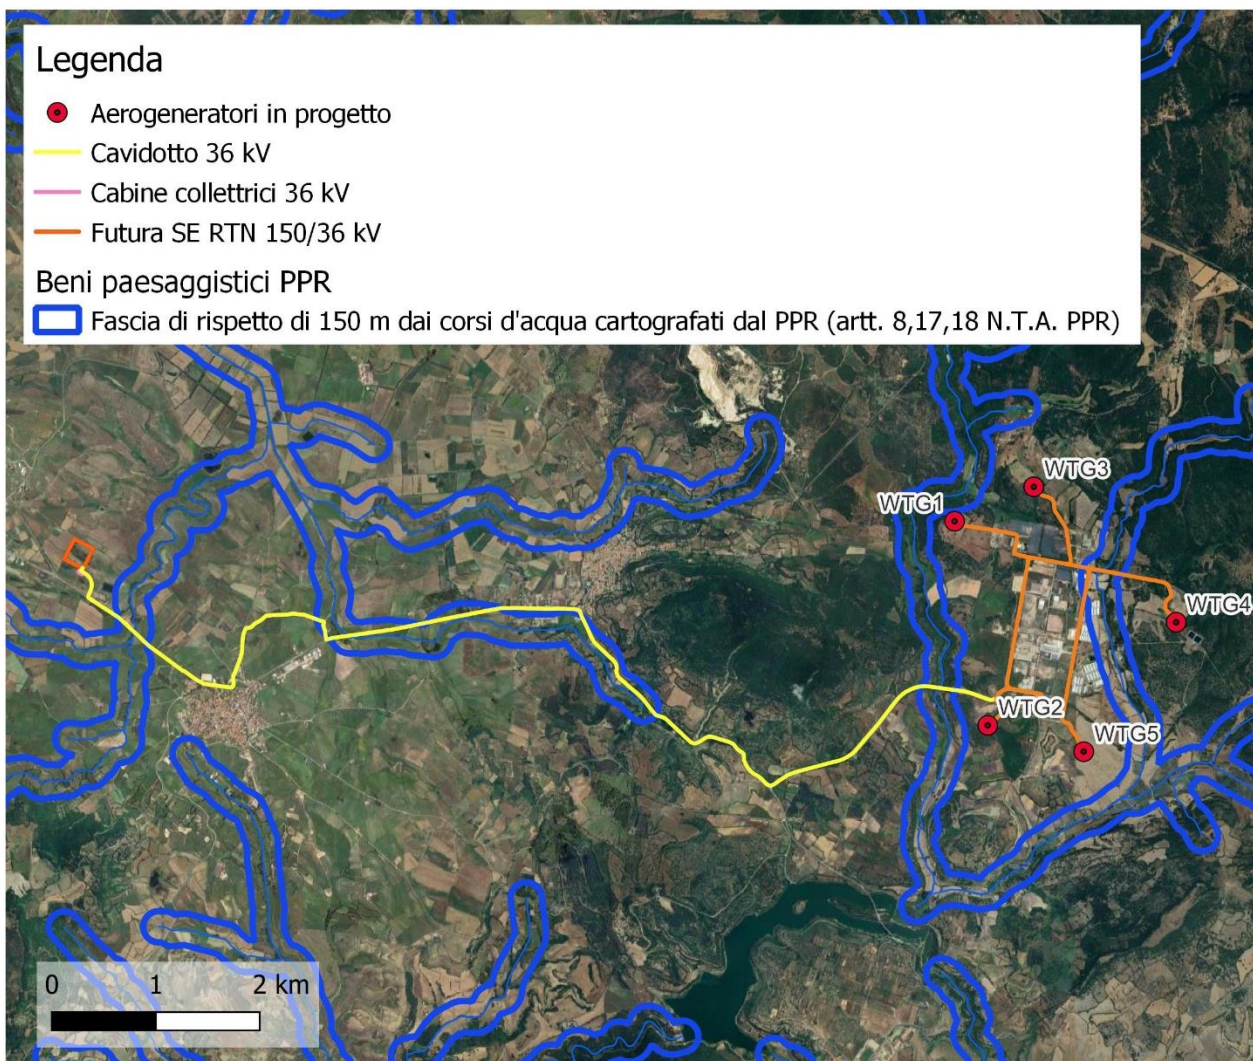 Legenda
Aerogeneratori in progetto
Cavidotto 36 kV
Cabine collettrici 36 kV
Futura SE RTN 150/36 kV
Beni paesaggistici PPR
Fascia di rispetto di 150 m dai corsi d'acqua cartografati dal PPR (artt. 8,17,18 N.T.A. PPR)
WTG3
WTG1
WTG4
WTG2
WTG5
0 1 2 km